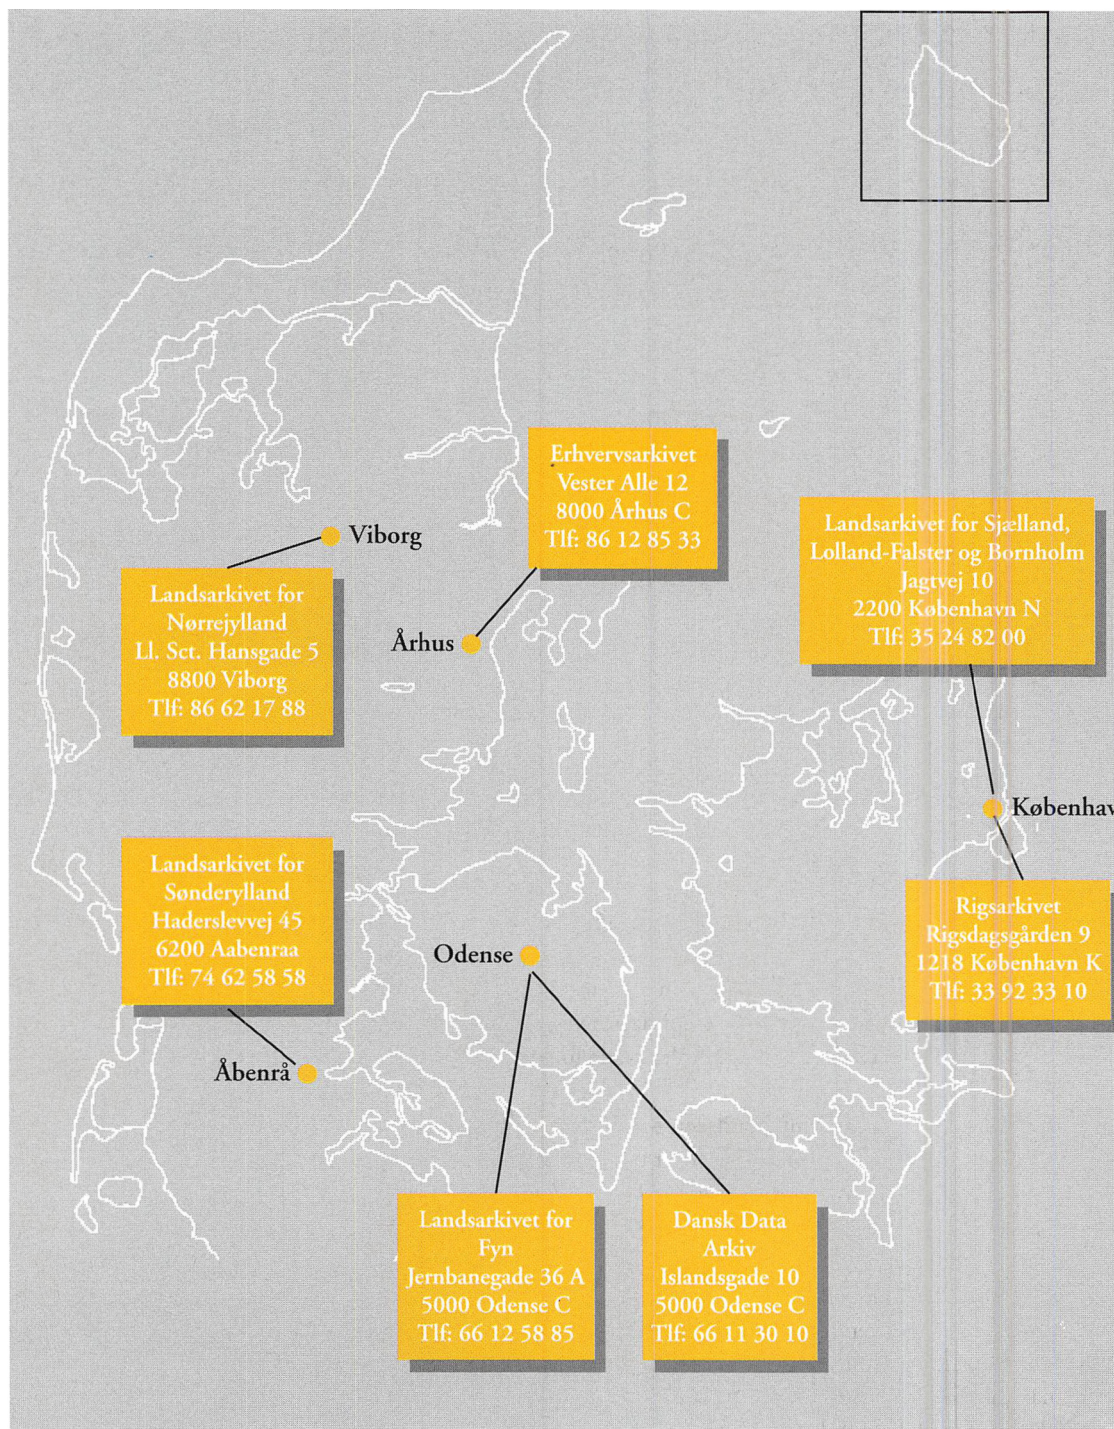 Erhvervsarkivet
Vester Alle 12
8000 Århus C
Tlf: 86 12 85 33
Landsarkivet for Sjælland,
Lolland-Falster og Bornholm
Jagtvej 10
2200 København N
Tlf: 35 24 82 00
Viborg
Landsarkivet for
Nørrejylland
Ll. Sct. Hansgade 5
8800 Viborg
Tlf: 86 62 17 88
Århus
Københav
Landsarkivet for
Sønderylland
Haderslevvej 45
6200 Aabenraa
Tlf: 74 62 58 58
Rigsarkivet
Rigsdagsgården 9
1218 København K
Tlf: 33 92 33 10
Odense
Åbenrå
Landsarkivet for
Fyn
Jernbanegade 36 A
5000 Odense C
Tlf: 66 12 58 85
Dansk Data
Arkiv
Islandsgade 10
5000 Odense C
Tlf: 66 11 30 10